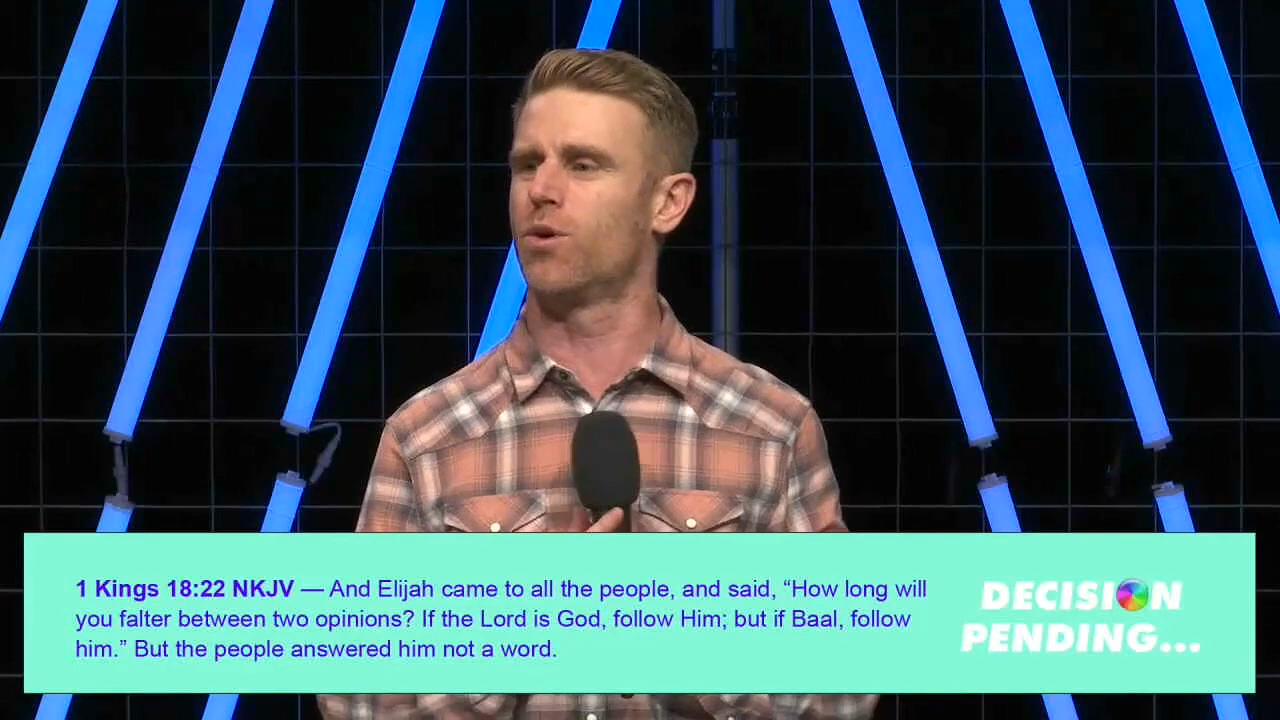 1 Kings 18:22 NKJV — And Elijah came to all the people, and said, “How long will
you falter between two opinions? If the Lord is God, follow Him; but if Baal, follow
him.” But the people answered him not a word.
DECISION
PENDING...